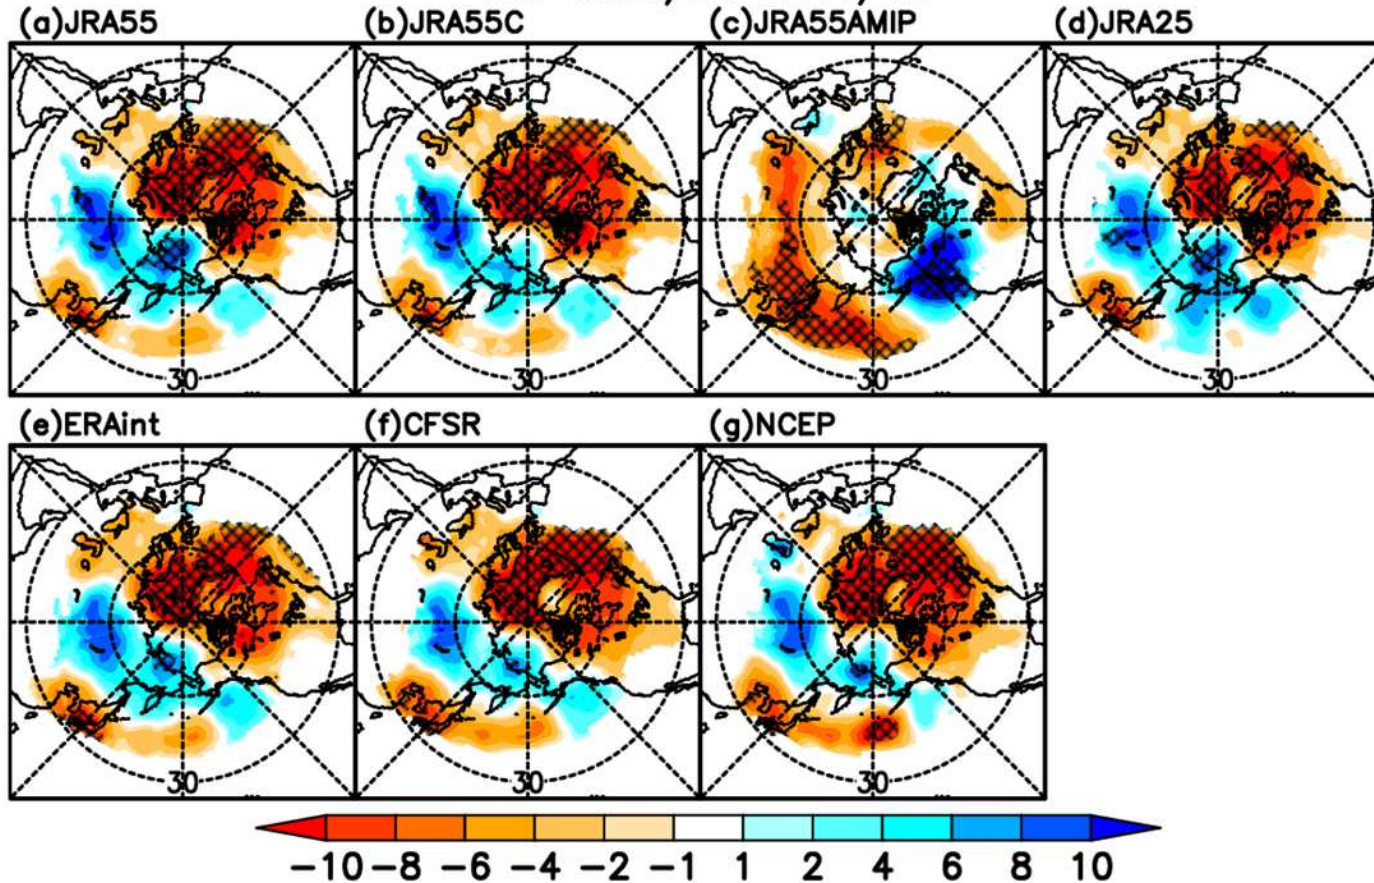 (a)JRA55 (b)JRA55C (c)JRA55AMIP (d)JRA25
30 30 30 30
(e)ERAint (f)CFSR (g)NCEP
30 30 30
−10 −8 −6 −4 −2 −1 1 2 4 6 8 10